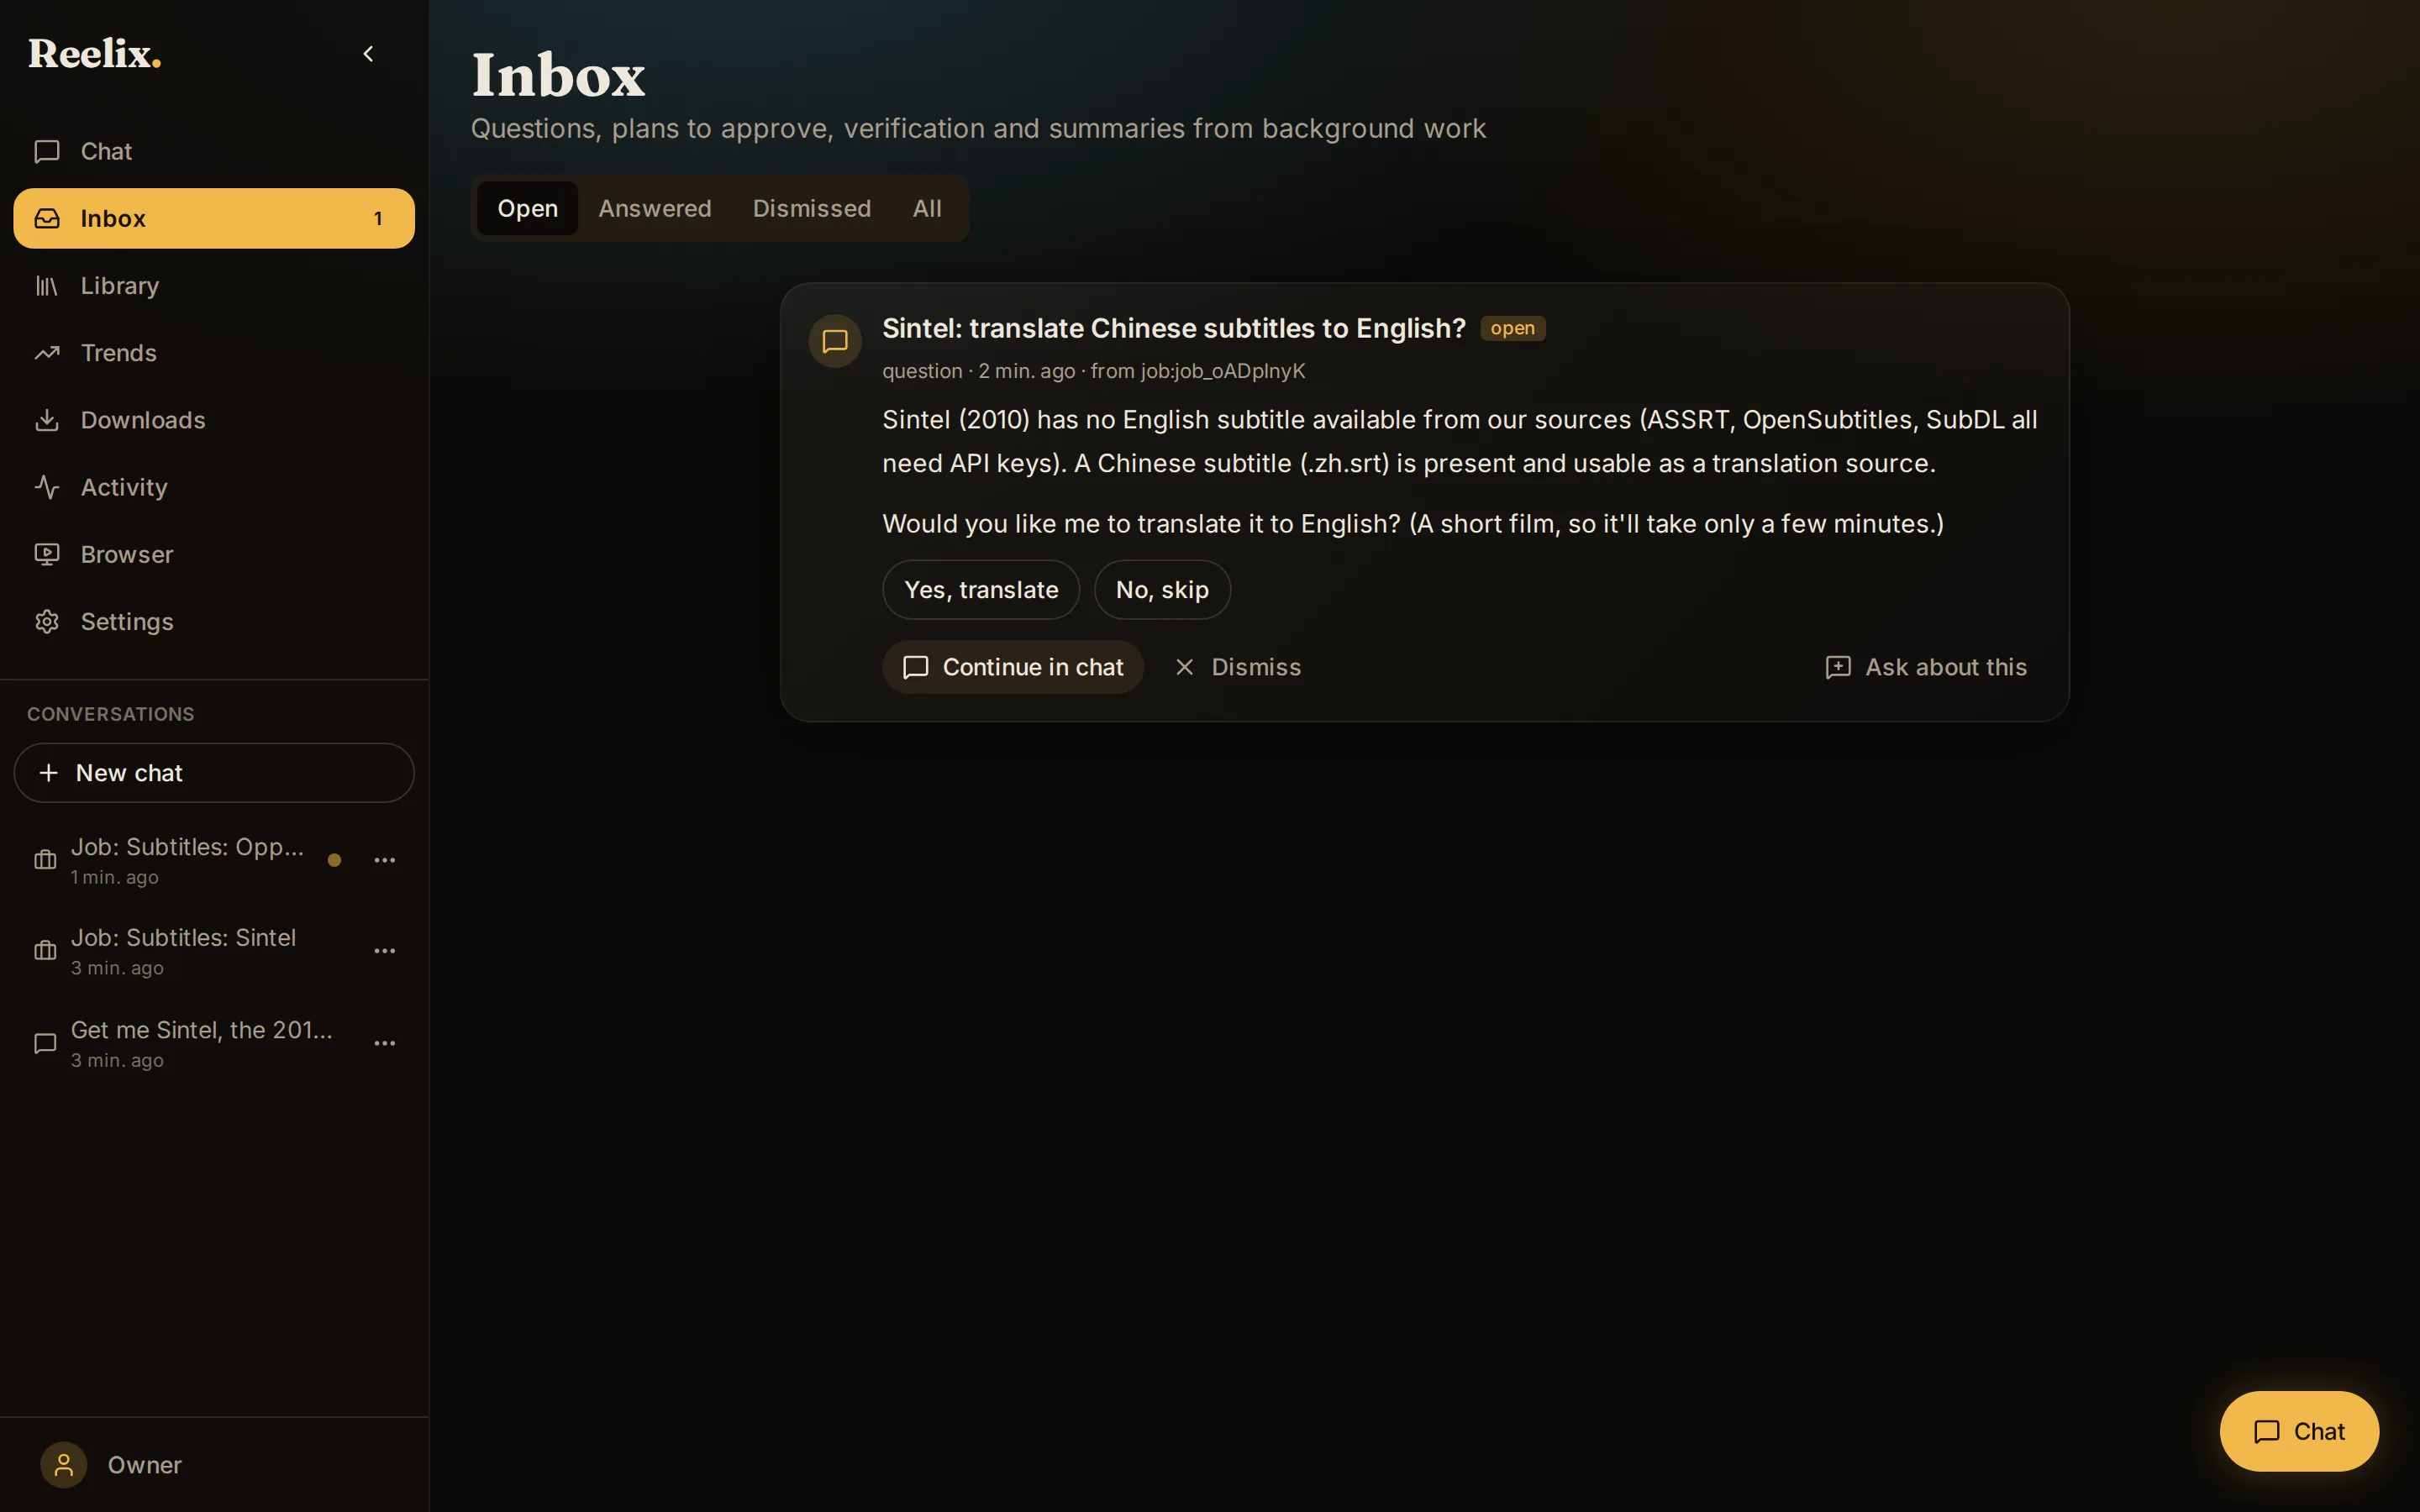 Reelix.
Chat
Inbox 1
Library
Trends
Downloads
Activity
Browser
Settings
CONVERSATIONS
New chat
Job: Subtitles: Opp...
1 min. ago
Job: Subtitles: Sintel
3 min. ago
Get me Sintel, the 201...
3 min. ago
Owner
Inbox
Questions, plans to approve, verification and summaries from background work
Open Answered Dismissed All
Sintel: translate Chinese subtitles to English? open
question · 2 min. ago · from job:job_oADplnyK
Sintel (2010) has no English subtitle available from our sources (ASSRT, OpenSubtitles, SubDL all
need API keys). A Chinese subtitle (.zh.srt) is present and usable as a translation source.
Would you like me to translate it to English? (A short film, so it'll take only a few minutes.)
Yes, translate No, skip
Continue in chat Dismiss Ask about this
Chat